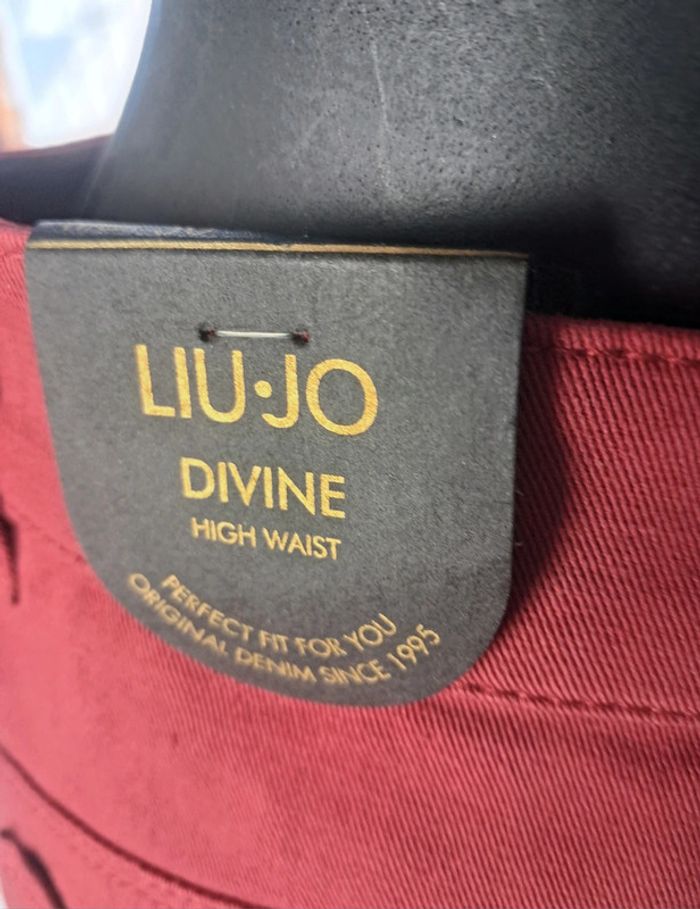 LIU·JO
DIVINE
HIGH WAIST
PERFECT FIT FOR YOU
ORIGINAL DENIM SINCE 1995